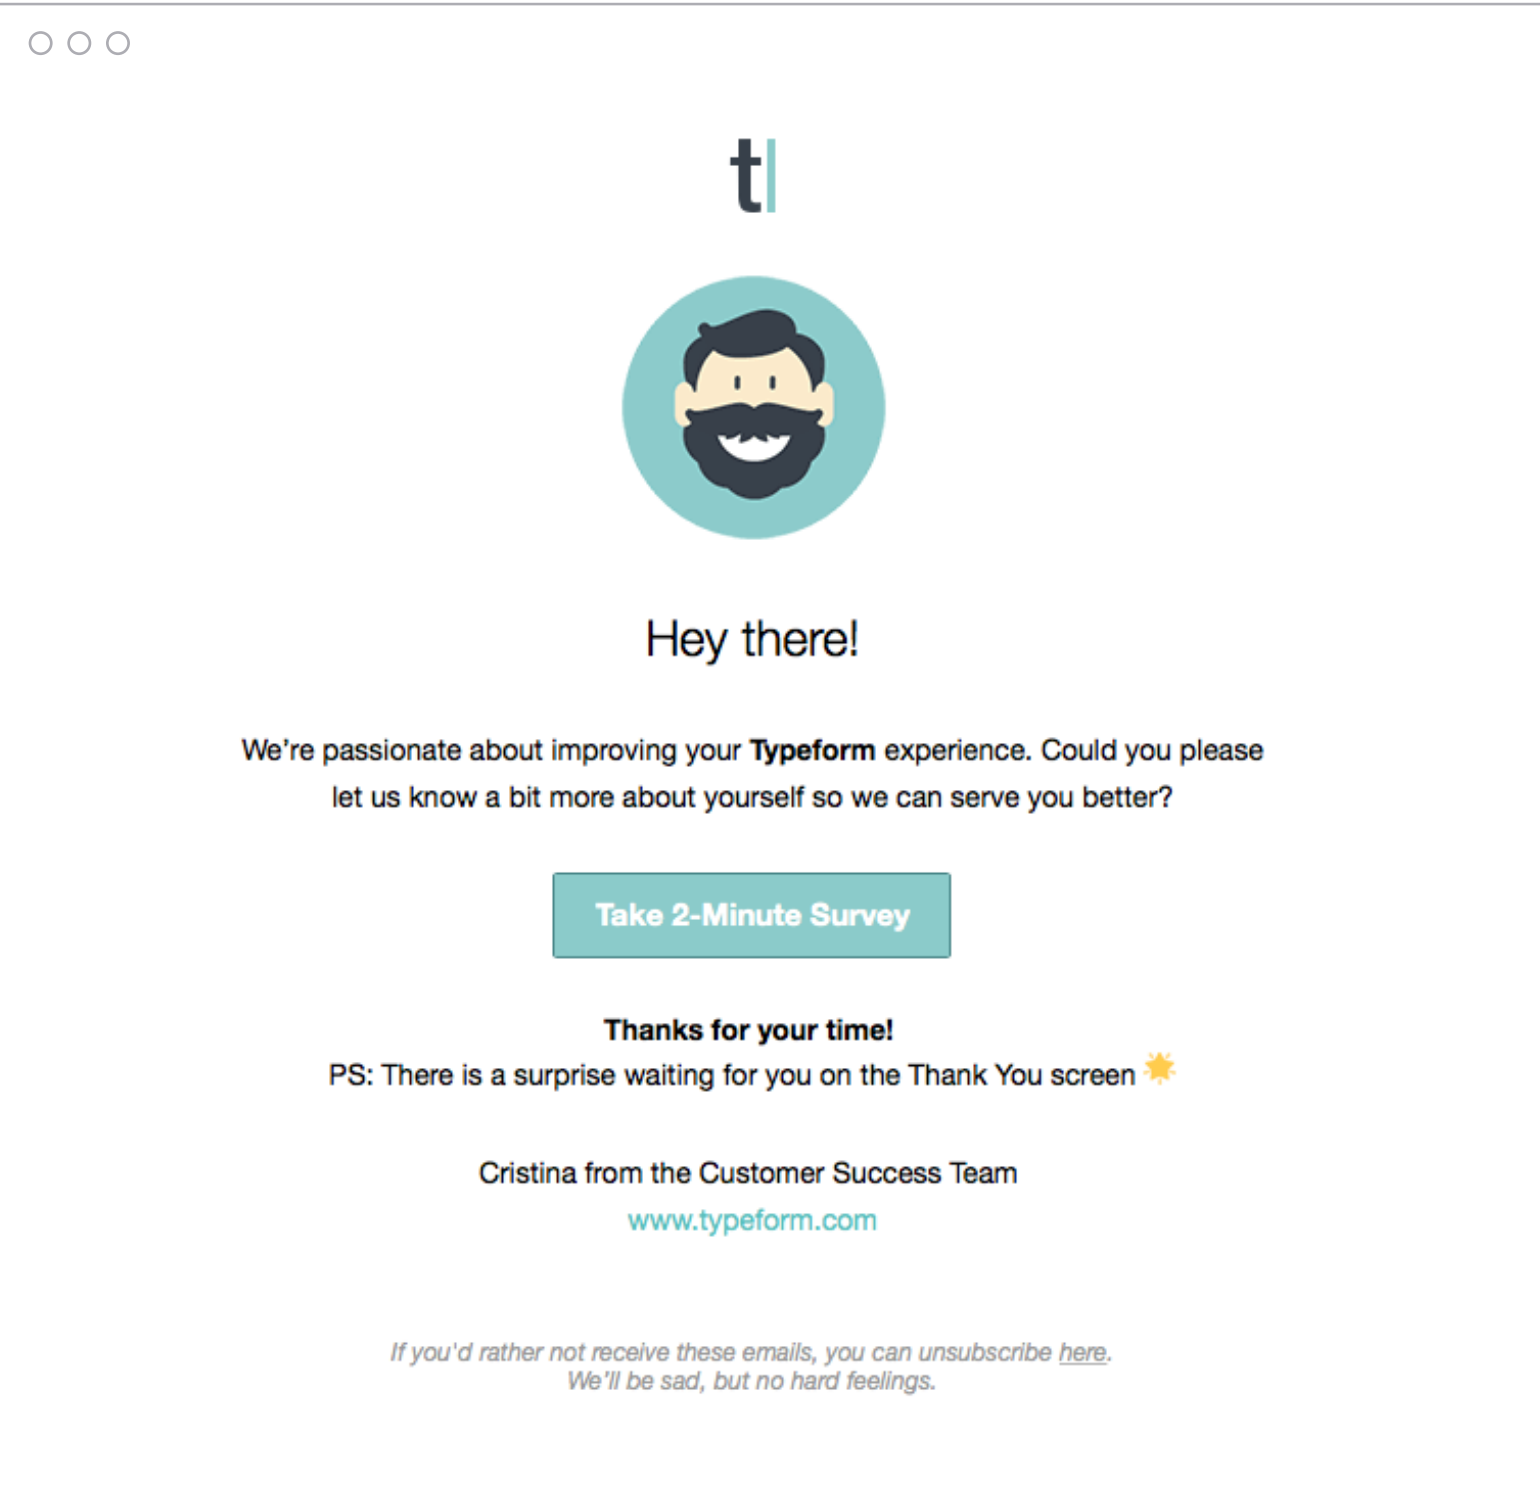 t|
Hey there!
We're passionate about improving your Typeform experience. Could you please
let us know a bit more about yourself so we can serve you better?
Take 2-Minute Survey
Thanks for your time!
PS: There is a surprise waiting for you on the Thank You screen 🌟
Cristina from the Customer Success Team
www.typeform.com
If you'd rather not receive these emails, you can unsubscribe here.
We'll be sad, but no hard feelings.